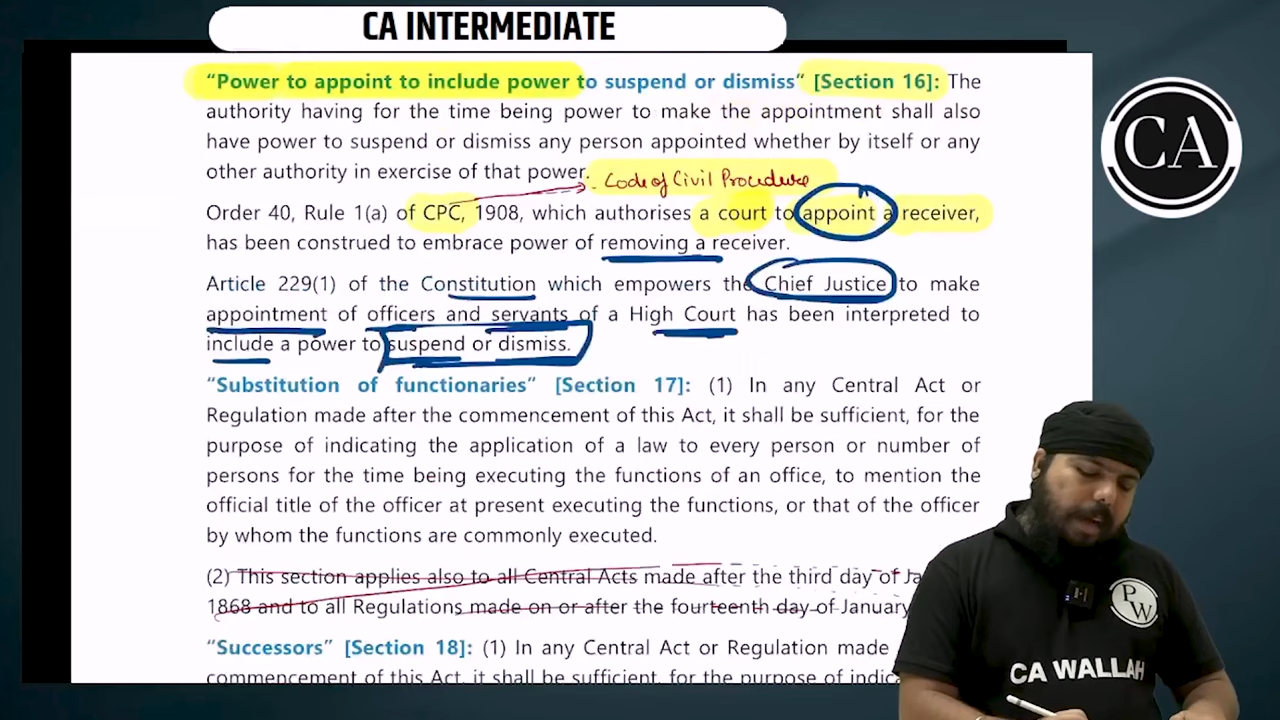 CA INTERMEDIATE
“Power to appoint to include power to suspend or dismiss” [Section 16]: The
authority having for the time being power to make the appointment shall also
have power to suspend or dismiss any person appointed whether by itself or any
other authority in exercise of that power.
Code of Civil Procedure
Order 40, Rule 1(a) of CPC, 1908, which authorises a court to appoint a receiver,
has been construed to embrace power of removing a receiver.
Article 229(1) of the Constitution which empowers the Chief Justice to make
appointment of officers and servants of a High Court has been interpreted to
include a power to suspend or dismiss.
“Substitution of functionaries” [Section 17]: (1) In any Central Act or
Regulation made after the commencement of this Act, it shall be sufficient, for the
purpose of indicating the application of a law to every person or number of
persons for the time being executing the functions of an office, to mention the
official title of the officer at present executing the functions, or that of the officer
by whom the functions are commonly executed.
(2) This section applies also to all Central Acts made after the third day of
1868 and to all Regulations made on or after the fourteenth day of January
“Successors” [Section 18]: (1) In any Central Act or Regulation made
commencement of this Act, it shall be sufficient, for the purpose of
CA
PW
CA WALLAH